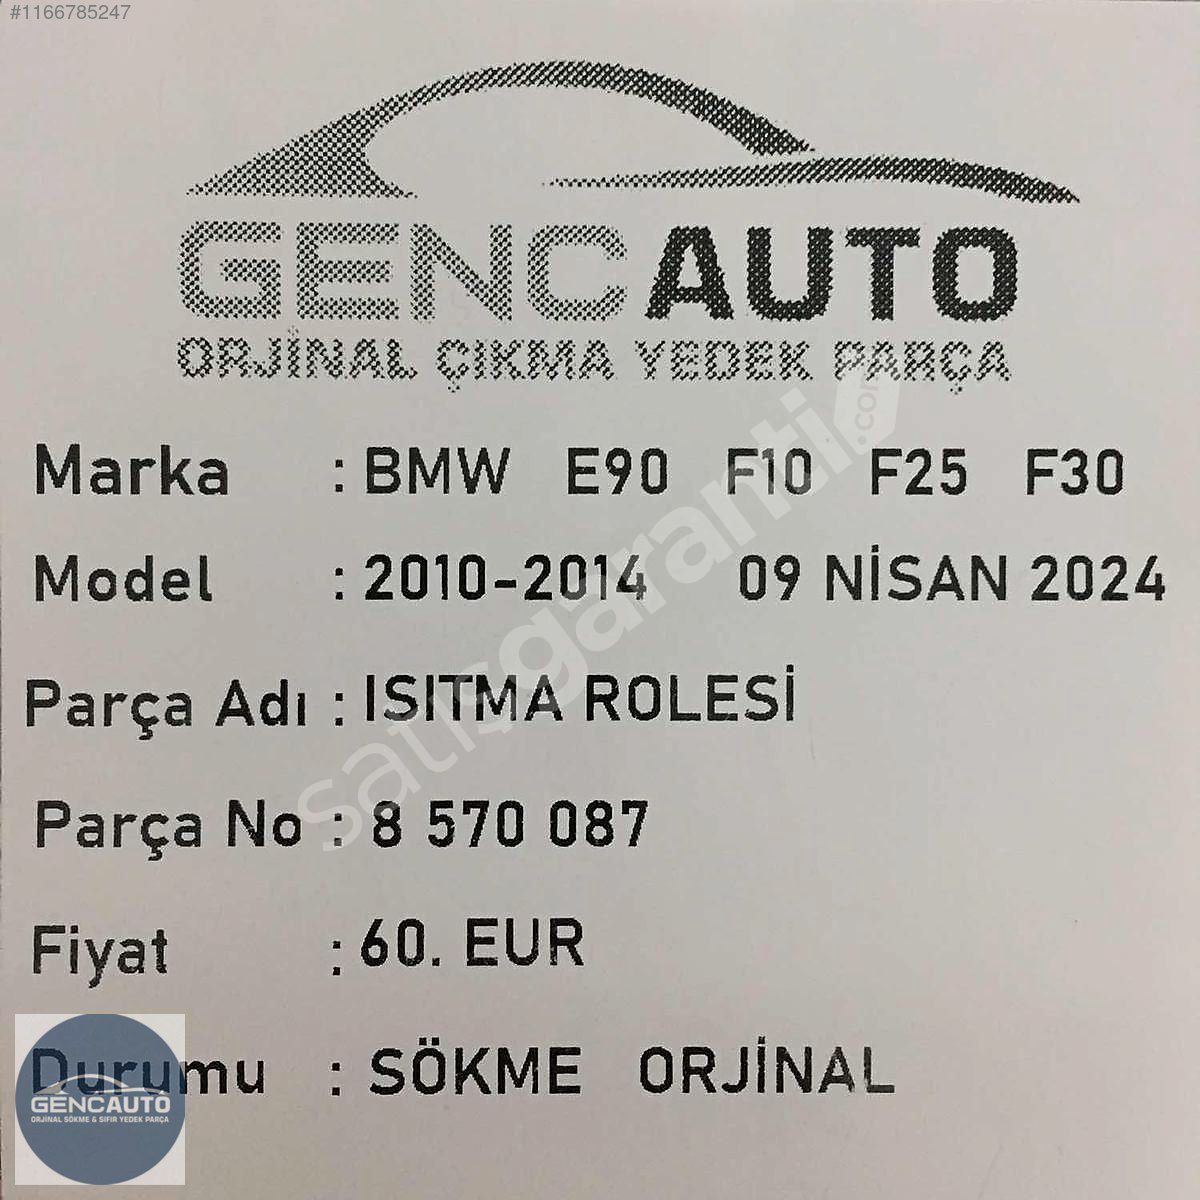 #1166785247
GENCAUTO
ORJİNAL ÇIKMA YEDEK PARÇA
Marka : BMW E90 F10 F25 F30
Model : 2010-2014 09 NİSAN 2024
Parça Adı : ISITMA ROLESİ
satışgaranti.com
Parça No : 8 570 087
Fiyat : 60. EUR
Durumu : SÖKME ORJİNAL
GENCAUTO
ORJINAL SÖKME & SIFIR YEDEK PARÇA